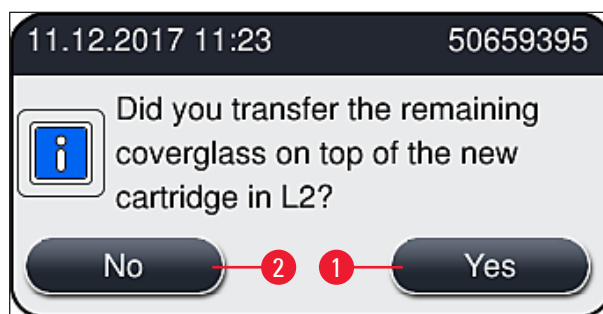 11.12.2017 11:23 50659395
Did you transfer the remaining
coverglass on top of the new
cartridge in L2?
No 2 1 Yes